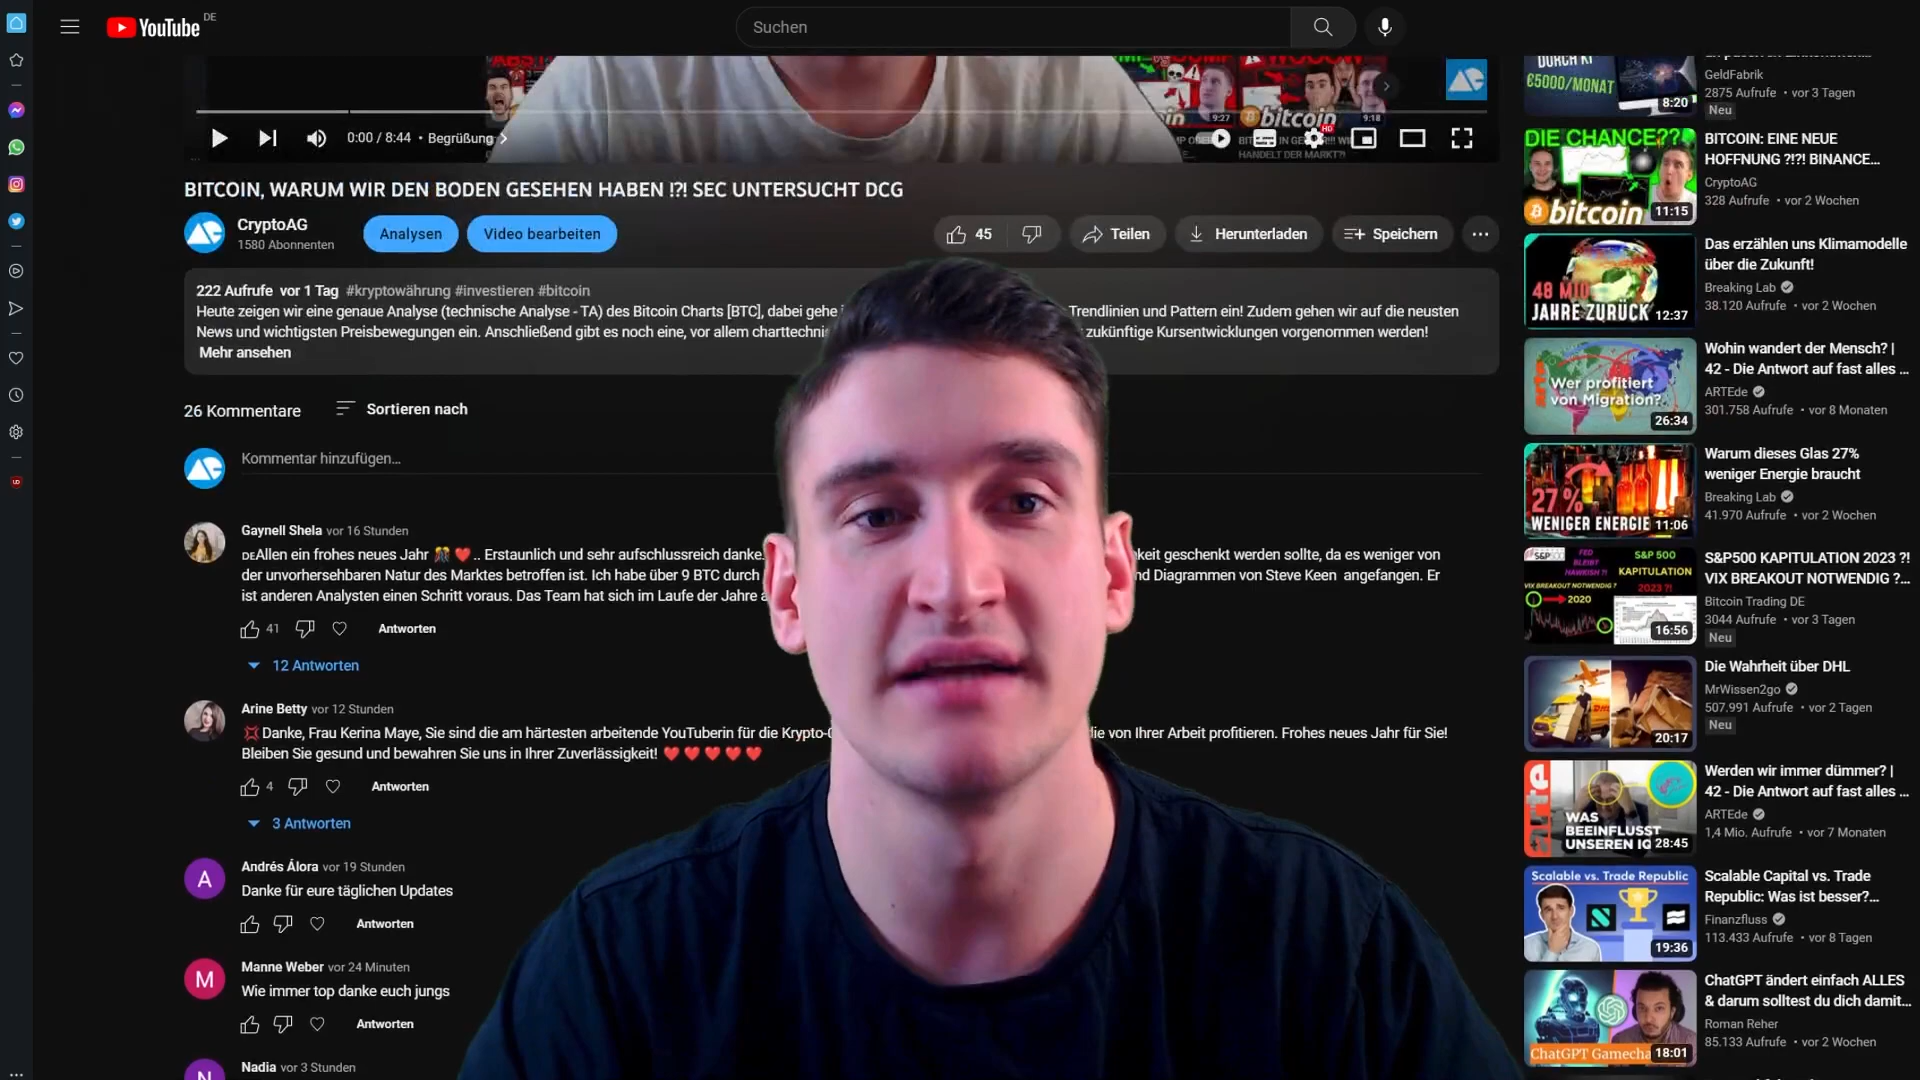 YouTube DE
Suchen
0:00 / 8:44 • Begrüßung
HD
9:27
9:18
bitcoin
BITCOIN, WARUM WIR DEN BODEN GESEHEN HABEN !?! SEC UNTERSUCHT DCG
CryptoAG
1580 Abonnenten
Analysen
Video bearbeiten
45
Teilen
Herunterladen
Speichern
222 Aufrufe vor 1 Tag #kryptowährung #investieren #bitcoin
Heute zeigen wir eine genaue Analyse (technische Analyse - TA) des Bitcoin Charts [BTC], dabei gehe Trendlinien und Pattern ein! Zudem gehen wir auf die neusten
News und wichtigsten Preisbewegungen ein. Anschließend gibt es noch eine, vor allem zukünftige Kursentwicklungen vorgenommen werden!
Mehr ansehen
26 Kommentare
Sortieren nach
Kommentar hinzufügen...
Gaynell Shela vor 16 Stunden
DEAllen ein frohes neues Jahr 🎊 ❤️ .. Erstaunlich und sehr aufschlussreich danke. geschenkt werden sollte, da es weniger von
der unvorhersehbaren Natur des Marktes betroffen ist. Ich habe über 9 BTC durch Diagrammen von Steve Keen angefangen. Er
ist anderen Analysten einen Schritt voraus. Das Team hat sich im Laufe der Jahre
41
Antworten
12 Antworten
Arine Betty vor 12 Stunden
💢Danke, Frau Kerina Maye, Sie sind die am härtesten arbeitende YouTuberin für die von Ihrer Arbeit profitieren. Frohes neues Jahr für Sie!
Bleiben Sie gesund und bewahren Sie uns in Ihrer Zuverlässigkeit! ❤️ ❤️ ❤️ ❤️ ❤️
4
Antworten
3 Antworten
A
Andrés Álora vor 19 Stunden
Danke für eure täglichen Updates
Antworten
M
Manne Weber vor 24 Minuten
Wie immer top danke euch jungs
Antworten
Nadia vor 3 Stunden
DURCH KI
€5000/MONAT
8:20
GeldFabrik
2875 Aufrufe • vor 3 Tagen
Neu
DIE CHANCE??
bitcoin
11:15
BITCOIN: EINE NEUE
HOFFNUNG ?!?! BINANCE...
CryptoAG
328 Aufrufe • vor 2 Wochen
48 MIO
JAHRE ZURÜCK
12:37
Das erzählen uns Klimamodelle
über die Zukunft!
Breaking Lab
38.120 Aufrufe • vor 2 Wochen
arte
Wer profitiert
von Migration?
26:34
Wohin wandert der Mensch? |
42 - Die Antwort auf fast alles ...
ARTEde
301.758 Aufrufe • vor 8 Monaten
27%
WENIGER ENERGIE
11:06
Warum dieses Glas 27%
weniger Energie braucht
Breaking Lab
41.970 Aufrufe • vor 2 Wochen
S&P 500
FED
BLEIBT
HAWKISH ?!
S&P 500
KAPITULATION
2023 ?!
VIX BREAKOUT NOTWENDIG ?
2020
16:56
S&P500 KAPITULATION 2023 ?!
VIX BREAKOUT NOTWENDIG ?...
Bitcoin Trading DE
3044 Aufrufe • vor 3 Tagen
Neu
20:17
Die Wahrheit über DHL
MrWissen2go
507.991 Aufrufe • vor 2 Tagen
Neu
arte
WAS
BEEINFLUSST
UNSEREN IQ
28:45
Werden wir immer dümmer? |
42 - Die Antwort auf fast alles ...
ARTEde
1,4 Mio. Aufrufe • vor 7 Monaten
Scalable vs. Trade Republic
19:36
Scalable Capital vs. Trade
Republic: Was ist besser?...
Finanzfluss
113.433 Aufrufe • vor 8 Tagen
ChatGPT
18:01
ChatGPT ändert einfach ALLES
& darum solltest du dich damit...
Roman Reher
85.133 Aufrufe • vor 2 Wochen